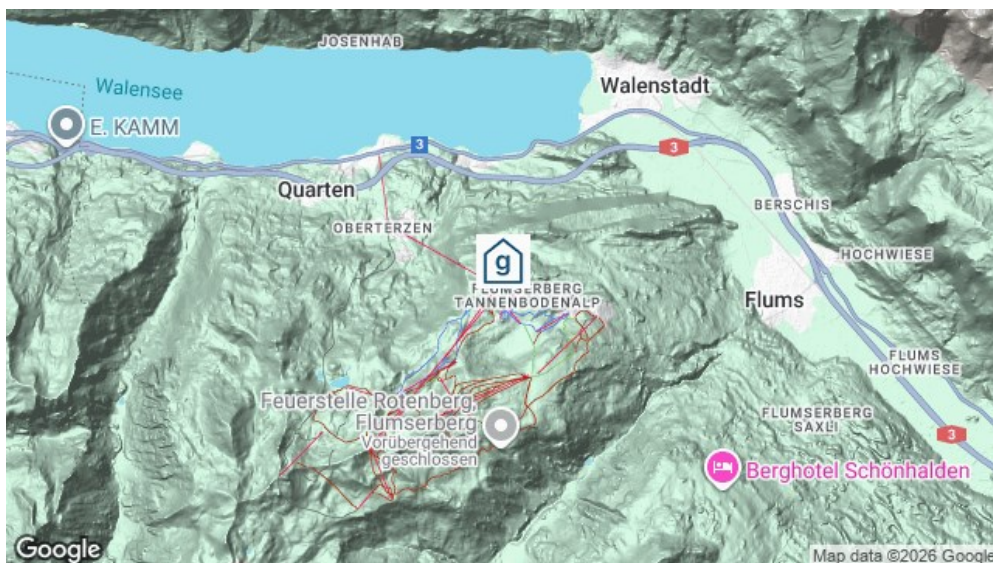 JOSENHAB
Walensee
Walenstadt
E. KAMM
3
3
Quarten
BERSCHIS
OBERTERZEN
HOCHWIESE
g
FLUMSERBERG
TANNENBODENALP
Flums
FLUMS
HOCHWIESE
Feuerstelle Rotenberg,
Flumserberg
Vorübergehend
geschlossen
FLUMSERBERG
SAXLI
3
Berghotel Schönhalden
Google
Map data ©2026 Google